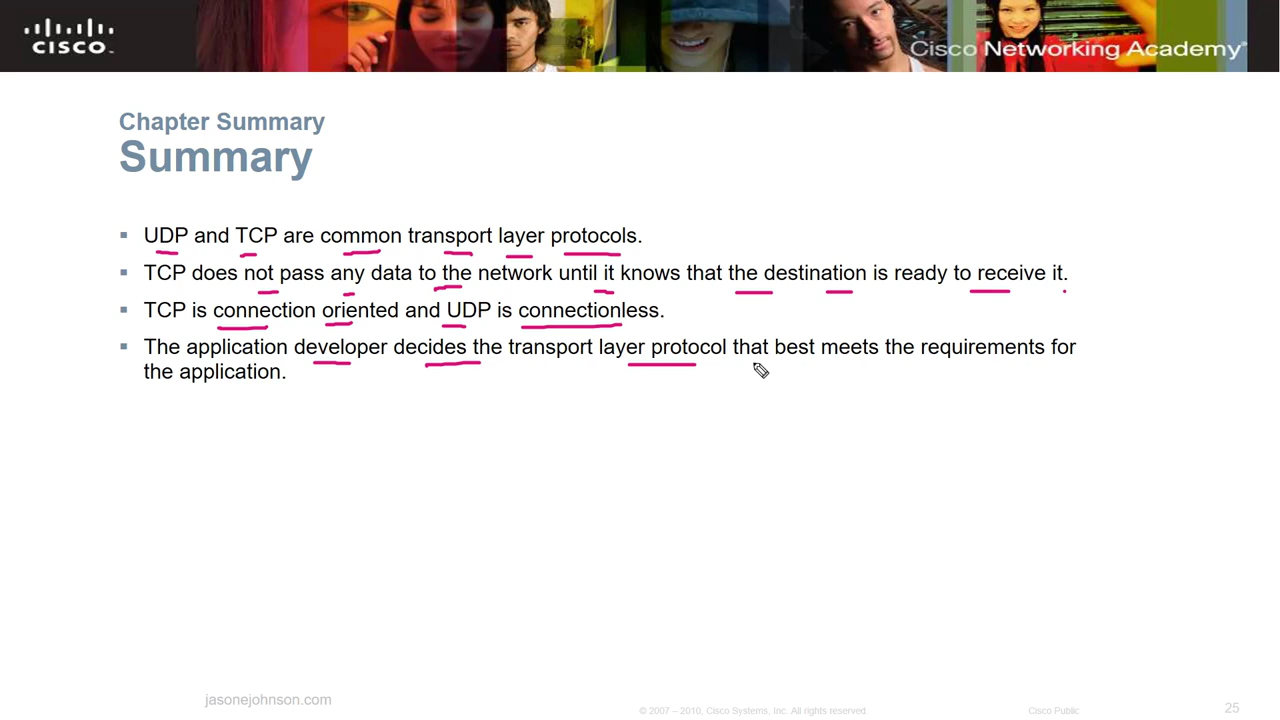 CISCO
Cisco Networking Academy
Chapter Summary
Summary
▪ UDP and TCP are common transport layer protocols.
▪ TCP does not pass any data to the network until it knows that the destination is ready to receive it.
▪ TCP is connection oriented and UDP is connectionless.
▪ The application developer decides the transport layer protocol that best meets the requirements for
the application.
jasonejohnson.com
© 2007 – 2010, Cisco Systems, Inc. All rights reserved.
Cisco Public
25